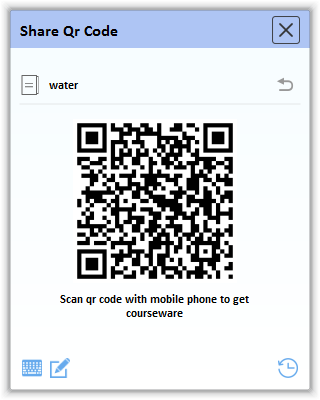 Share Qr Code
water
Scan qr code with mobile phone to get
courseware